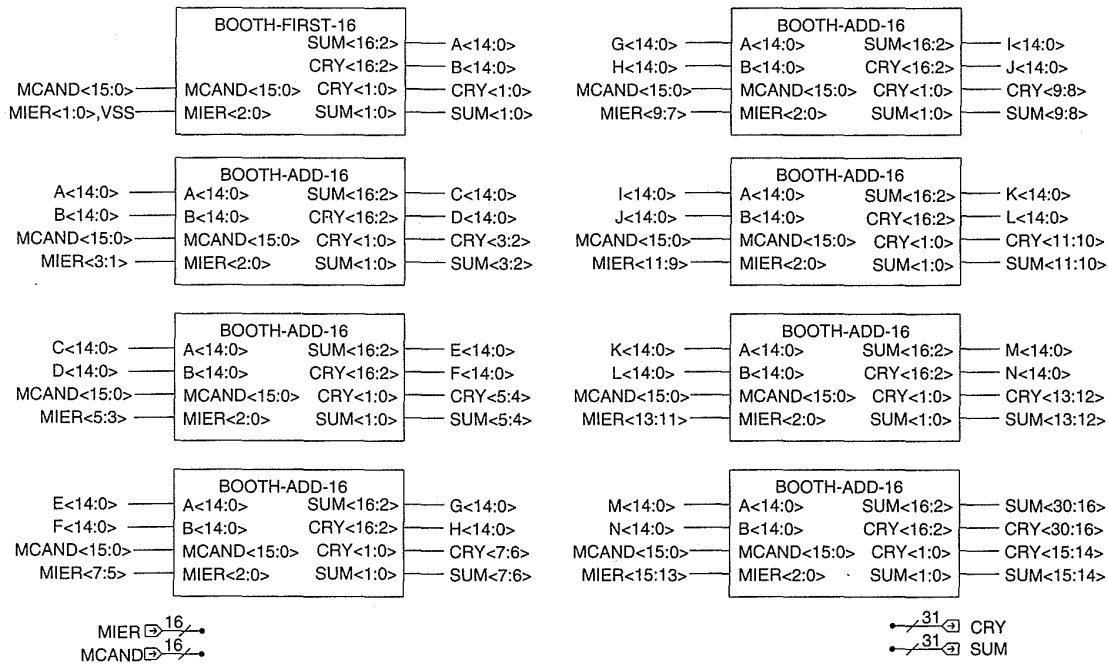 BOOTH-FIRST-16
SUM<16:2> A<14:0>
CRY<16:2> B<14:0>
MCAND<15:0> MCAND<15:0> CRY<1:0> CRY<1:0>
MIER<1:0>,VSS MIER<2:0> SUM<1:0> SUM<1:0>
BOOTH-ADD-16
A<14:0> A<14:0> SUM<16:2> C<14:0>
B<14:0> B<14:0> CRY<16:2> D<14:0>
MCAND<15:0> MCAND<15:0> CRY<1:0> CRY<3:2>
MIER<3:1> MIER<2:0> SUM<1:0> SUM<3:2>
BOOTH-ADD-16
C<14:0> A<14:0> SUM<16:2> E<14:0>
D<14:0> B<14:0> CRY<16:2> F<14:0>
MCAND<15:0> MCAND<15:0> CRY<1:0> CRY<5:4>
MIER<5:3> MIER<2:0> SUM<1:0> SUM<5:4>
BOOTH-ADD-16
E<14:0> A<14:0> SUM<16:2> G<14:0>
F<14:0> B<14:0> CRY<16:2> H<14:0>
MCAND<15:0> MCAND<15:0> CRY<1:0> CRY<7:6>
MIER<7:5> MIER<2:0> SUM<1:0> SUM<7:6>
MIER 16
MCAND 16
BOOTH-ADD-16
G<14:0> A<14:0> SUM<16:2> I<14:0>
H<14:0> B<14:0> CRY<16:2> J<14:0>
MCAND<15:0> MCAND<15:0> CRY<1:0> CRY<9:8>
MIER<9:7> MIER<2:0> SUM<1:0> SUM<9:8>
BOOTH-ADD-16
I<14:0> A<14:0> SUM<16:2> K<14:0>
J<14:0> B<14:0> CRY<16:2> L<14:0>
MCAND<15:0> MCAND<15:0> CRY<1:0> CRY<11:10>
MIER<11:9> MIER<2:0> SUM<1:0> SUM<11:10>
BOOTH-ADD-16
K<14:0> A<14:0> SUM<16:2> M<14:0>
L<14:0> B<14:0> CRY<16:2> N<14:0>
MCAND<15:0> MCAND<15:0> CRY<1:0> CRY<13:12>
MIER<13:11> MIER<2:0> SUM<1:0> SUM<13:12>
BOOTH-ADD-16
M<14:0> A<14:0> SUM<16:2> SUM<30:16>
N<14:0> B<14:0> CRY<16:2> CRY<30:16>
MCAND<15:0> MCAND<15:0> CRY<1:0> CRY<15:14>
MIER<15:13> MIER<2:0> SUM<1:0> SUM<15:14>
31 CRY
31 SUM